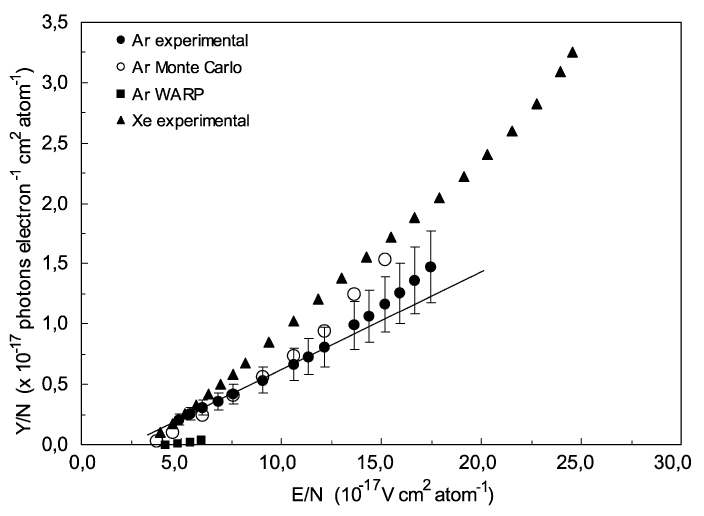 3,5
3,0
2,5
2,0
1,5
1,0
0,5
0,0
Y/N (x 10⁻¹⁷ photons electron⁻¹ cm² atom⁻¹)
Ar experimental
Ar Monte Carlo
Ar WARP
Xe experimental
0,0 5,0 10,0 15,0 20,0 25,0 30,0
E/N (10⁻¹⁷ V cm² atom⁻¹)